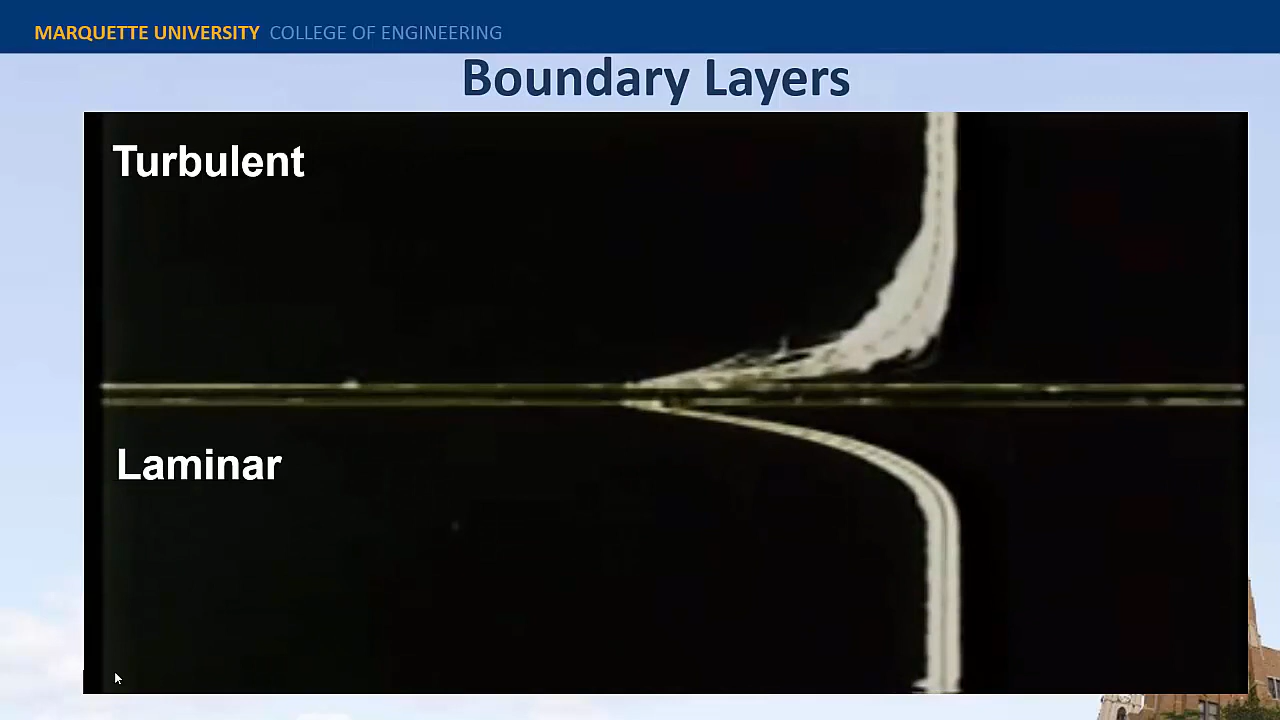 MARQUETTE UNIVERSITY COLLEGE OF ENGINEERING
Boundary Layers
Turbulent
Laminar